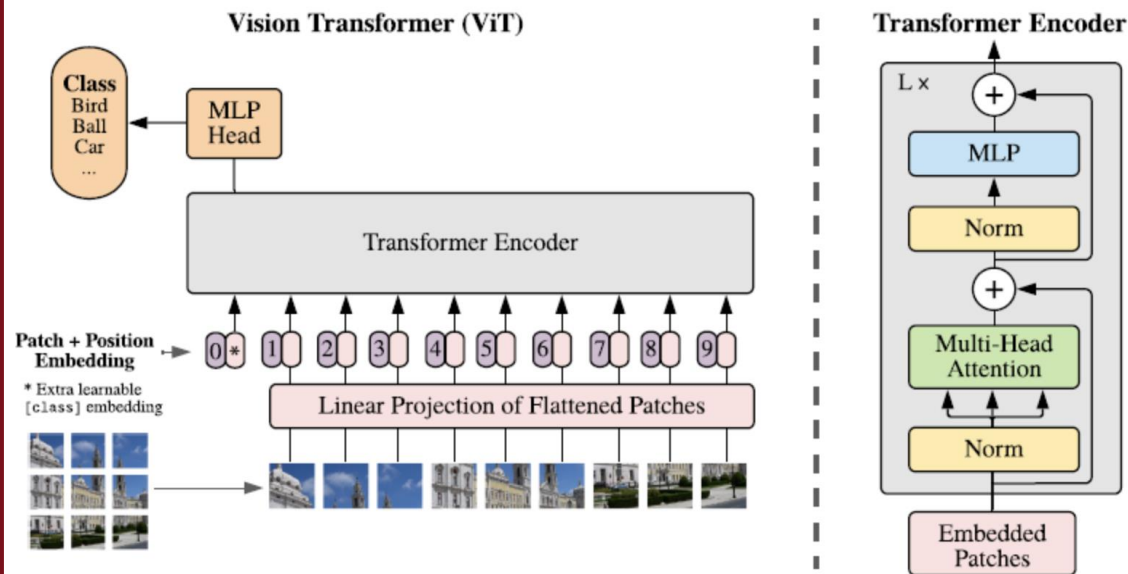 Vision Transformer (ViT)
Class
Bird
Ball
Car
...
MLP
Head
Transformer Encoder
Patch + Position
Embedding
* Extra learnable
[class] embedding
0 * 1 2 3 4 5 6 7 8 9
Linear Projection of Flattened Patches
Transformer Encoder
L x
+
MLP
Norm
+
Multi-Head
Attention
Norm
Embedded
Patches